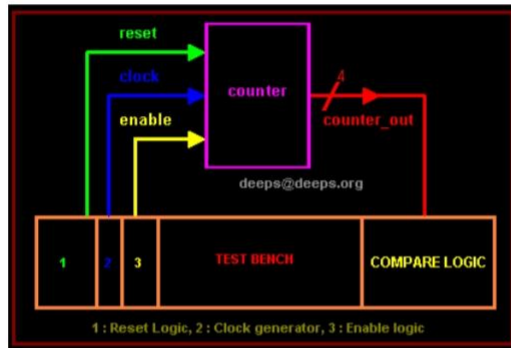 reset
clock
enable
counter
4
counter_out
deeps@deeps.org
1 2 3 TEST BENCH COMPARE LOGIC
1 : Reset Logic, 2 : Clock generator, 3 : Enable logic